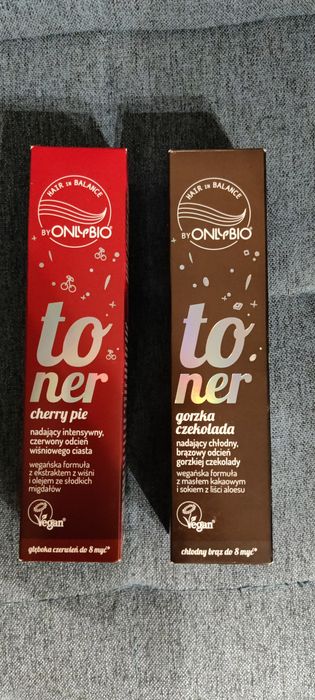 HAIR in BALANCE
BY ONLYBIO
to
ner
cherry pie
nadający intensywny,
czerwony odcień
wiśniowego ciasta
wegańska formuła
z ekstraktem z wiśni
i olejem ze słodkich
migdałów
Vegan
głęboka czerwień do 8 myć*
HAIR in BALANCE
BY ONLYBIO
to
ner
gorzka
czekolada
nadający chłodny,
brązowy odcień
gorzkiej czekolady
wegańska formuła
z masłem kakaowym
i sokiem z liści aloesu
Vegan
chłodny brąz do 8 myć*